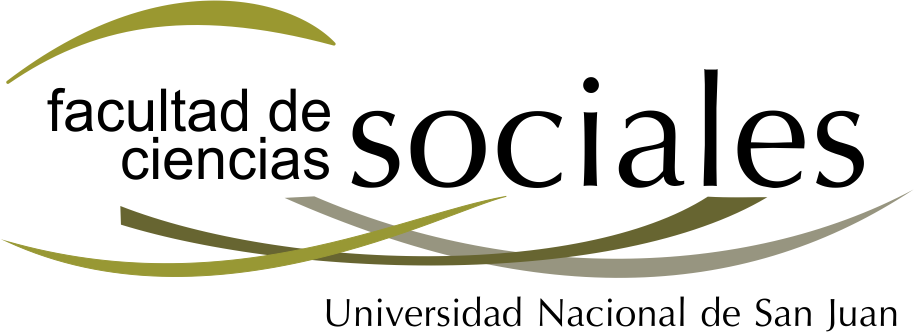 facultad de
ciencias
sociales
Universidad Nacional de San Juan